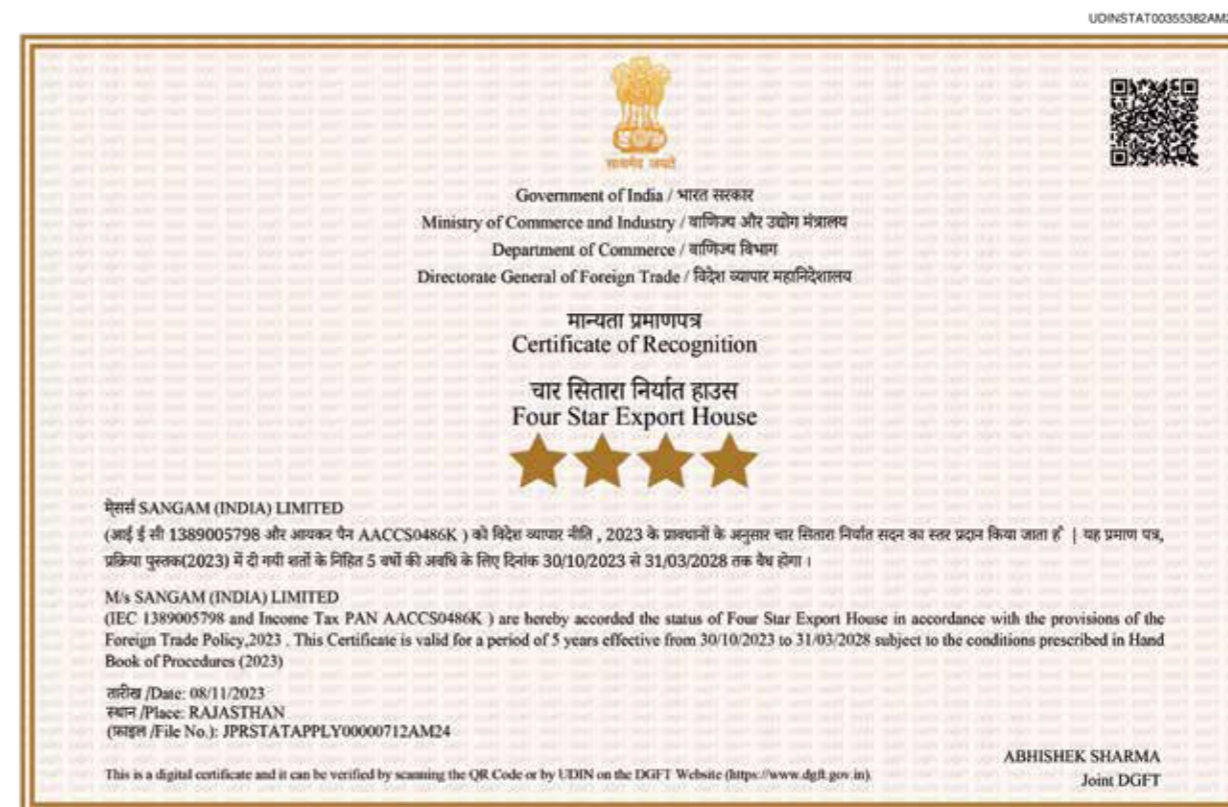 UDINSTAT00355382AM2
सत्यमेव जयते
Government of India / भारत सरकार
Ministry of Commerce and Industry / वाणिज्य और उद्योग मंत्रालय
Department of Commerce / वाणिज्य विभाग
Directorate General of Foreign Trade / विदेश व्यापार महानिदेशालय
मान्यता प्रमाणपत्र
Certificate of Recognition
चार सितारा निर्यात हाउस
Four Star Export House
मेसर्स SANGAM (INDIA) LIMITED
(आई ई सी 1389005798 और आयकर पैन AACCS0486K ) को विदेश व्यापार नीति , 2023 के प्रावधानों के अनुसार चार सितारा निर्यात सदन का स्तर प्रदान किया जाता है | यह प्रमाण पत्र,
प्रक्रिया पुस्तक(2023) में दी गयी शर्तो के निहित 5 वर्षो की अवधि के लिए दिनांक 30/10/2023 से 31/03/2028 तक वैध होगा ।
M/s SANGAM (INDIA) LIMITED
(IEC 1389005798 and Income Tax PAN AACCS0486K ) are hereby accorded the status of Four Star Export House in accordance with the provisions of the
Foreign Trade Policy,2023 . This Certificate is valid for a period of 5 years effective from 30/10/2023 to 31/03/2028 subject to the conditions prescribed in Hand
Book of Procedures (2023)
तारीख /Date: 08/11/2023
स्थान /Place: RAJASTHAN
(फाइल /File No.): JPRSTATAPPLY00000712AM24
ABHISHEK SHARMA
Joint DGFT
This is a digital certificate and it can be verified by scanning the QR Code or by UDIN on the DGFT Website (https://www.dgft.gov.in).